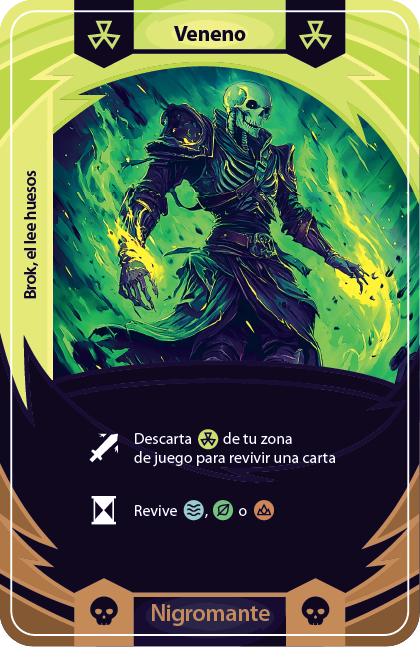 Veneno
Brok, el lee huesos
Descarta de tu zona
de juego para revivir una carta
Revive , o
Nigromante